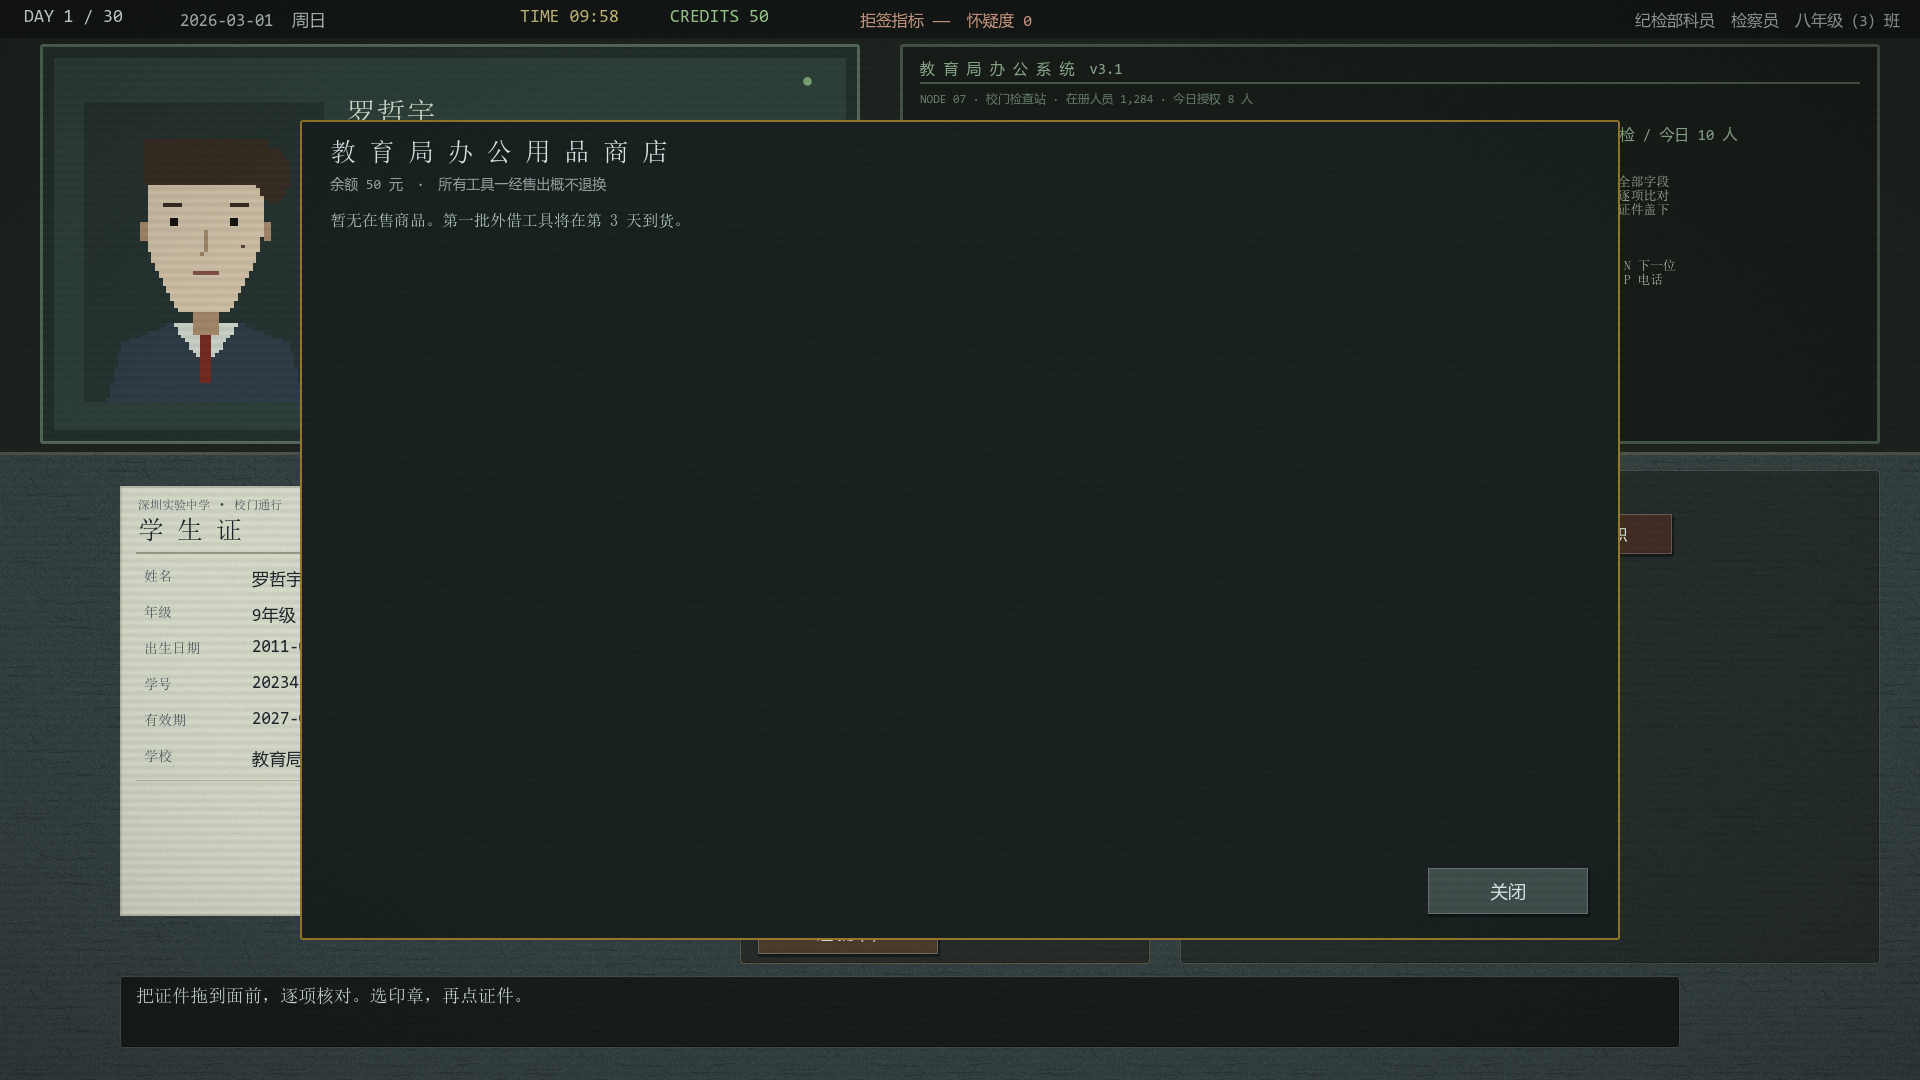 DAY 1 / 30
2026-03-01 周日
TIME 09:58
CREDITS 50
拒签指标 —— 怀疑度 0
纪检部科员 检察员 八年级（3）班
罗哲宇
教育局办公系统 v3.1
NODE 07 · 校门检查站 · 在册人员 1,284 · 今日授权 8 人
检 / 今日 10 人
全部字段
逐项比对
证件盖下
N 下一位
P 电话
教育局办公用品商店
余额 50 元 · 所有工具一经售出概不退换
暂无在售商品。第一批外借工具将在第 3 天到货。
关闭
深圳实验中学 • 校门通行
学生证
姓名 罗哲宇
年级 9年级
出生日期 2011-
学号 20234
有效期 2027-
学校 教育局
把证件拖到面前，逐项核对。选印章，再点证件。